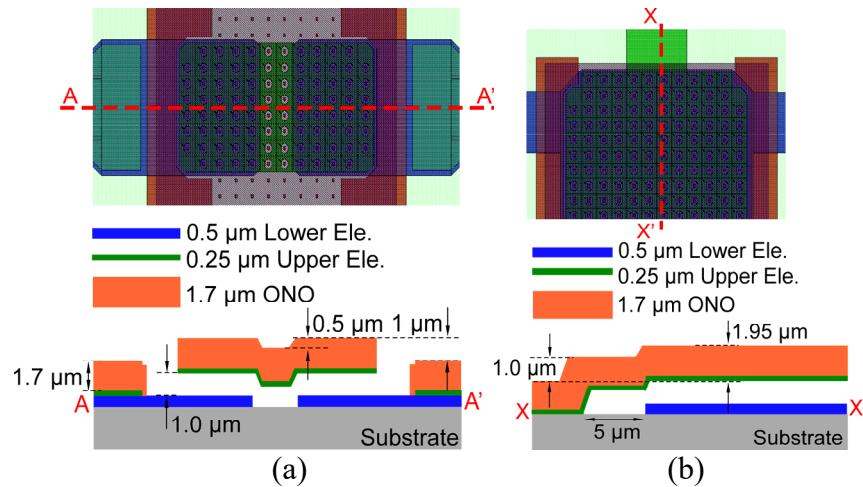 A
A'
0.5 μm Lower Ele.
0.25 μm Upper Ele.
1.7 μm ONO
0.5 μm 1 μm
1.7 μm
A
A'
1.0 μm
Substrate
(a)
X
X'
0.5 μm Lower Ele.
0.25 μm Upper Ele.
1.7 μm ONO
1.95 μm
1.0 μm
X
X
5 μm
Substrate
(b)